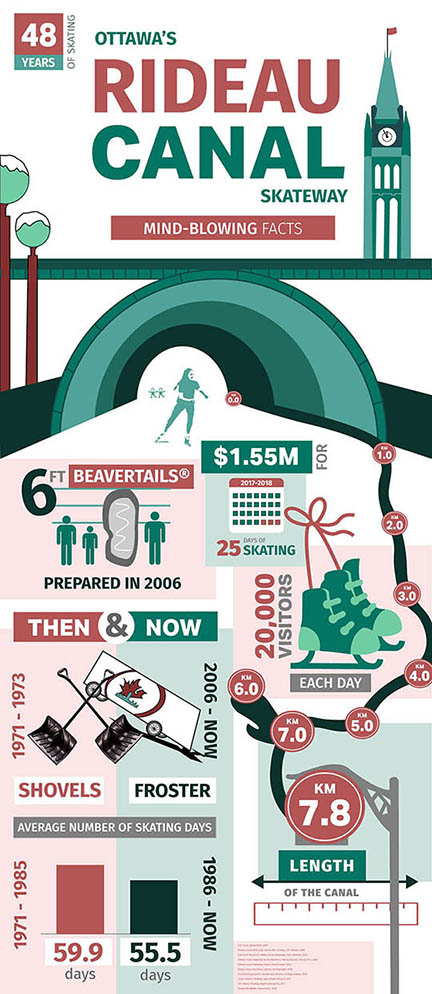 48
YEARS
OF SKATING
OTTAWA'S
RIDEAU
CANAL
SKATEWAY
MIND-BLOWING FACTS
KM
0.0
KM
1.0
KM
2.0
KM
3.0
KM
4.0
KM
5.0
KM
6.0
KM
7.0
KM
7.8
6 FT BEAVERTAILS®
PREPARED IN 2006
$1.55M FOR
2017-2018
25 DAYS OF
SKATING
20,000
VISITORS
EACH DAY
THEN & NOW
1971 - 1973
2006 - NOW
SHOVELS
FROSTER
AVERAGE NUMBER OF SKATING DAYS
1971 - 1985
1986 - NOW
59.9
days
55.5
days
LENGTH
OF THE CANAL